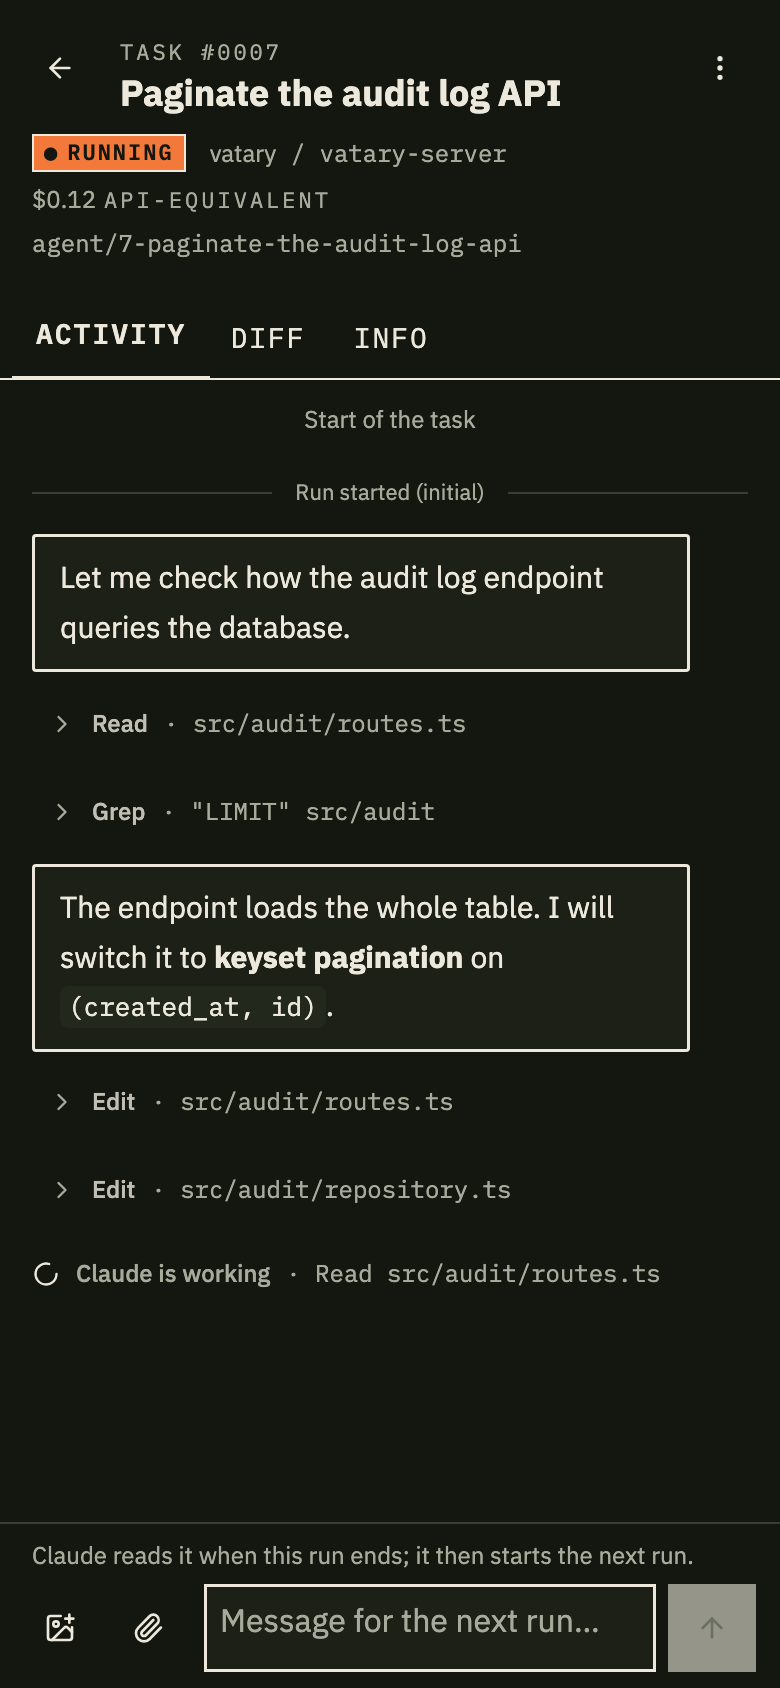 TASK #0007
Paginate the audit log API
RUNNING vatary / vatary-server
$0.12 API-EQUIVALENT
agent/7-paginate-the-audit-log-api
ACTIVITY DIFF INFO
Start of the task
Run started (initial)
Let me check how the audit log endpoint
queries the database.
Read · src/audit/routes.ts
Grep · "LIMIT" src/audit
The endpoint loads the whole table. I will
switch it to keyset pagination on
(created_at, id).
Edit · src/audit/routes.ts
Edit · src/audit/repository.ts
Claude is working · Read src/audit/routes.ts
Claude reads it when this run ends; it then starts the next run.
Message for the next run...